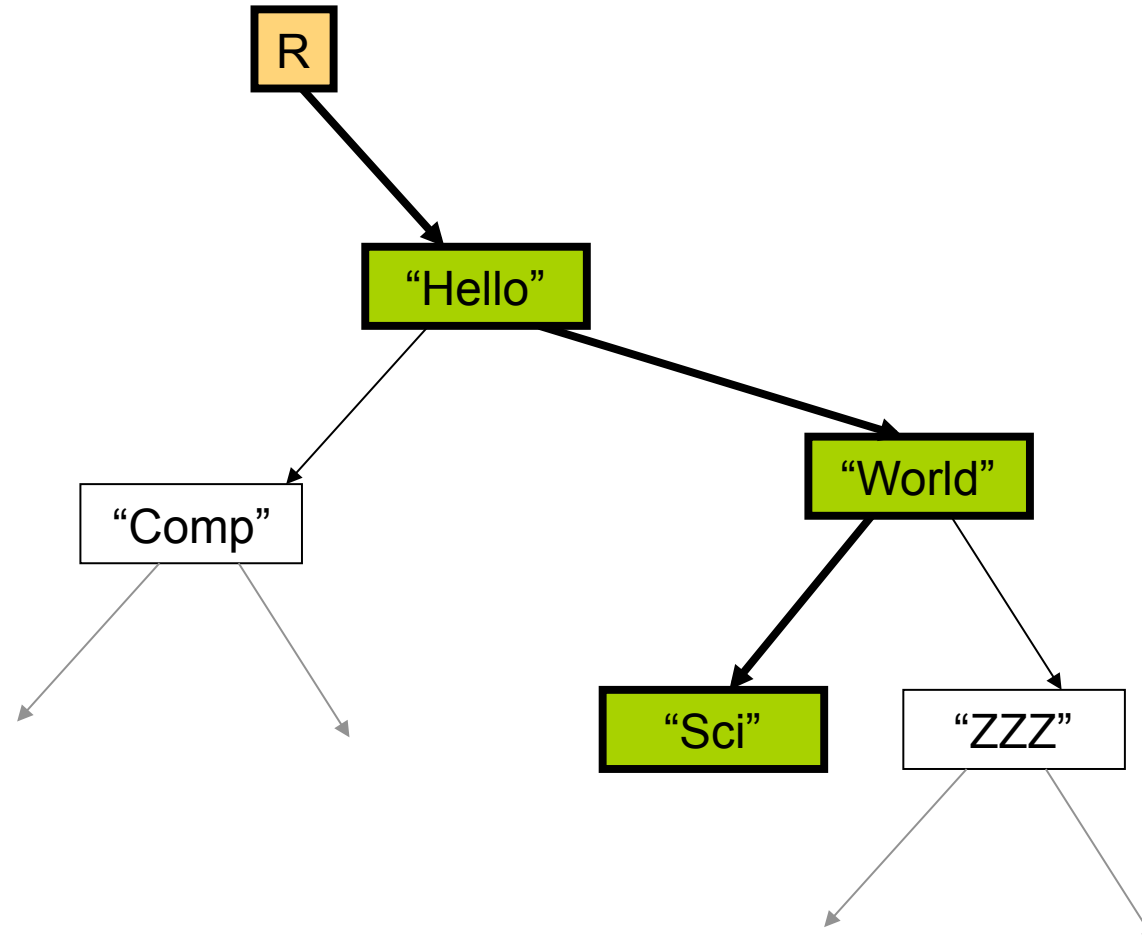 R
“Hello”
“World”
“Comp”
“Sci”
“ZZZ”